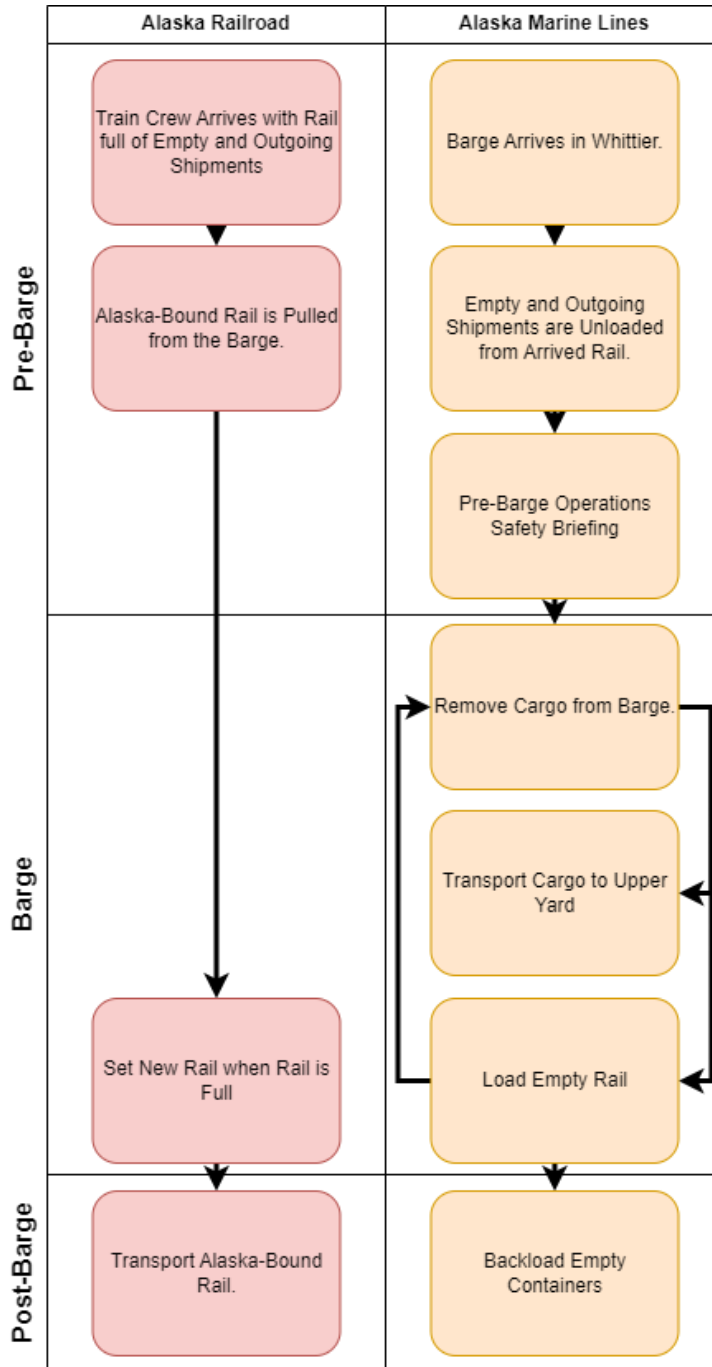 Alaska Railroad
Alaska Marine Lines
Pre-Barge
Train Crew Arrives with Rail
full of Empty and Outgoing
Shipments
Barge Arrives in Whittier.
Alaska-Bound Rail is Pulled
from the Barge.
Empty and Outgoing
Shipments are Unloaded
from Arrived Rail.
Pre-Barge Operations
Safety Briefing
Barge
Remove Cargo from Barge.
Transport Cargo to Upper
Yard
Set New Rail when Rail is
Full
Load Empty Rail
Post-Barge
Transport Alaska-Bound
Rail.
Backload Empty
Containers